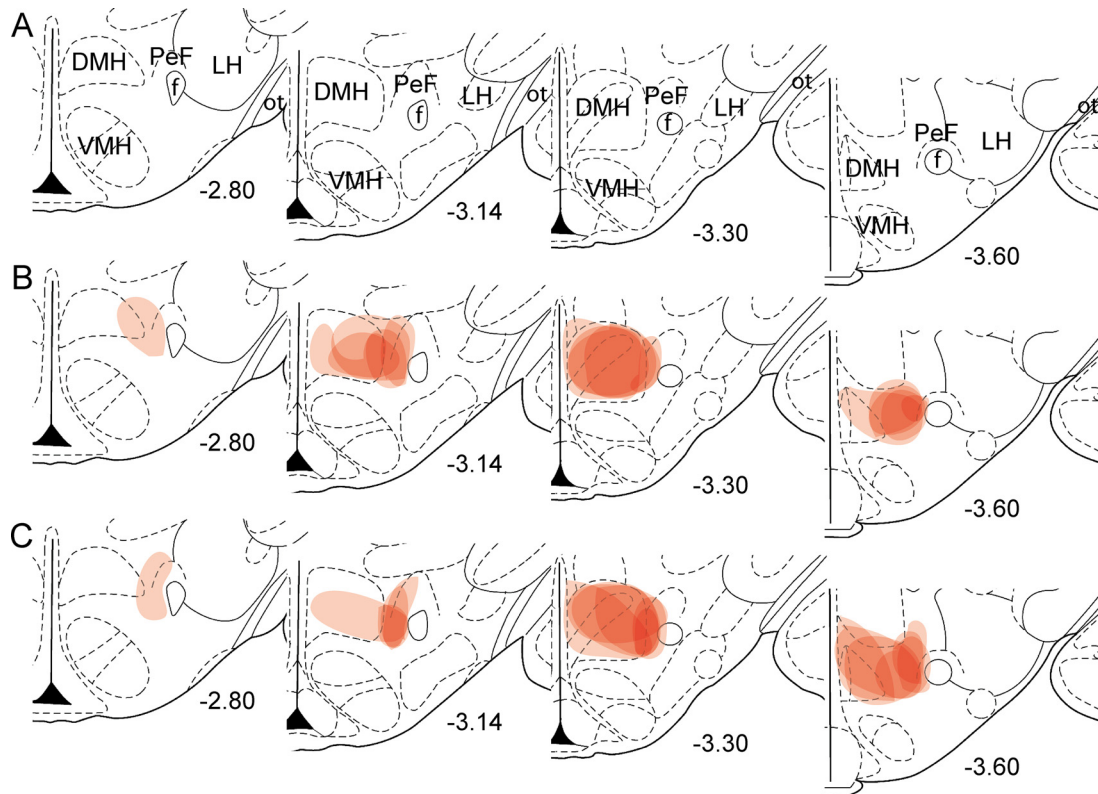 A
DMH PeF LH
f
ot
VMH
-2.80
DMH PeF LH
f
ot
VMH
-3.14
DMH PeF LH
f
ot
VMH
-3.30
PeF LH
f
ot
DMH
VMH
-3.60
B
-2.80
-3.14
-3.30
-3.60
C
-2.80
-3.14
-3.30
-3.60